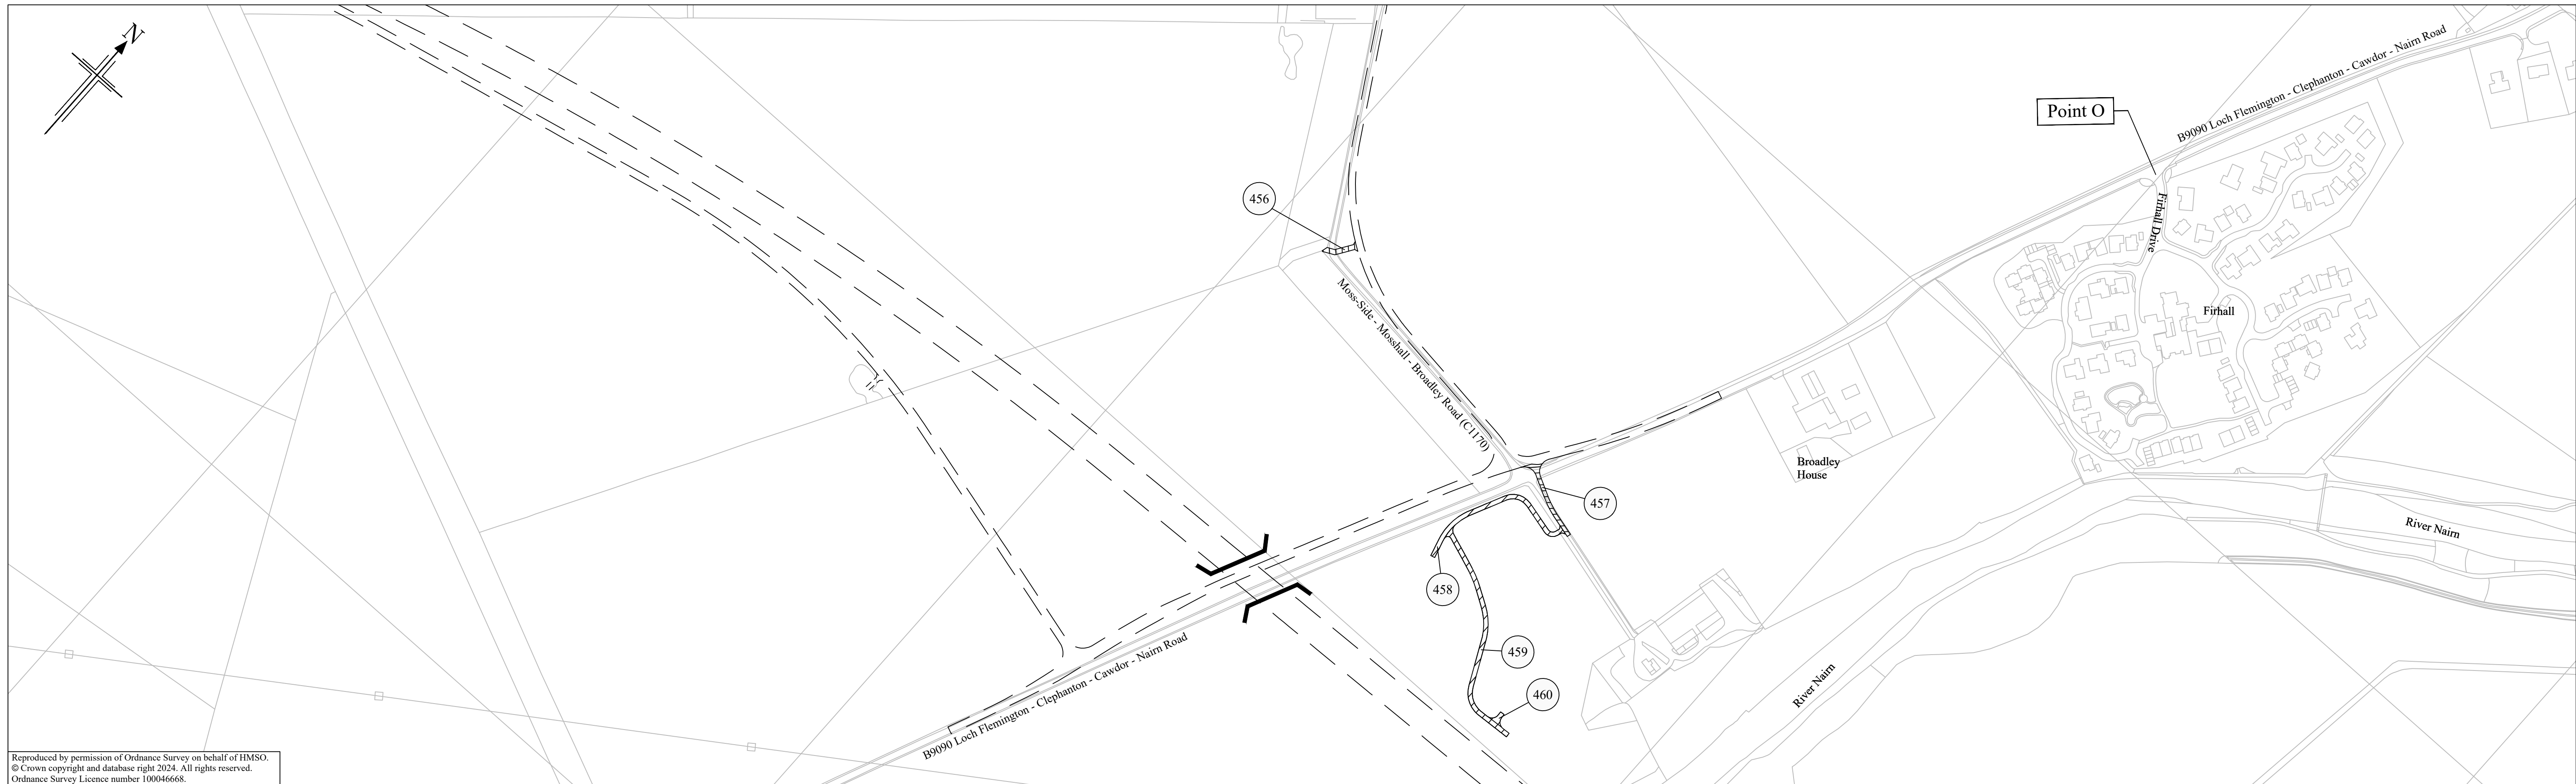 N
B9090 Loch Flemington - Clephanton - Cawdor - Nairn Road
Point O
456
Firhall Drive
Moss-Side - Mosshall - Broadley Road (C1170)
Firhall
Broadley
House
457
River Nairn
458
B9090 Loch Flemington - Clephanton - Cawdor - Nairn Road
459
460
River Nairn
Reproduced by permission of Ordnance Survey on behalf of HMSO.
© Crown copyright and database right 2024. All rights reserved.
Ordnance Survey Licence number 100046668.